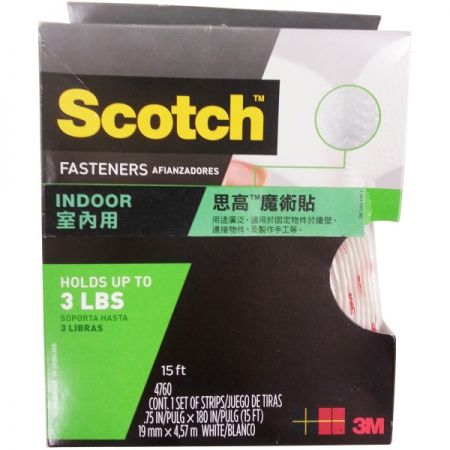 Scotch™
FASTENERS AFIANZADORES
INDOOR
室內用
思高™魔術貼
用途廣泛，適用於固定物件於牆壁、
連接物件，及製作手工等。
HOLDS UP TO
3 LBS
SOPORTA HASTA
3 LIBRAS
15 ft
4760
CONT. 1 SET OF STRIPS/JUEGO DE TIRAS
.75 IN/PULG x 180 IN/PULG (15 FT)
19 mm x 4,57 m WHITE/BLANCO
3M